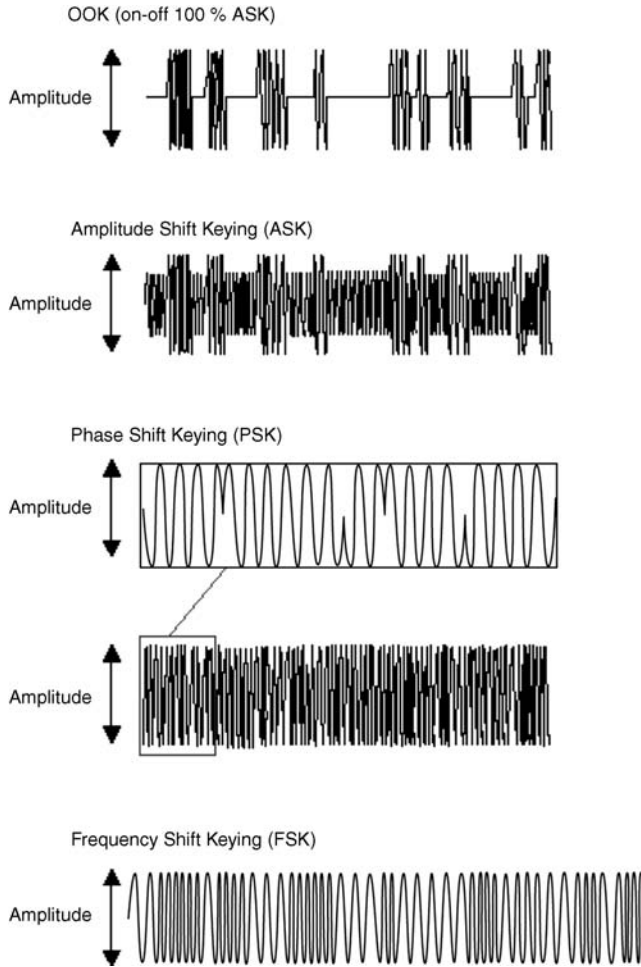 OOK (on-off 100 % ASK)
Amplitude
Amplitude Shift Keying (ASK)
Amplitude
Phase Shift Keying (PSK)
Amplitude
Amplitude
Frequency Shift Keying (FSK)
Amplitude